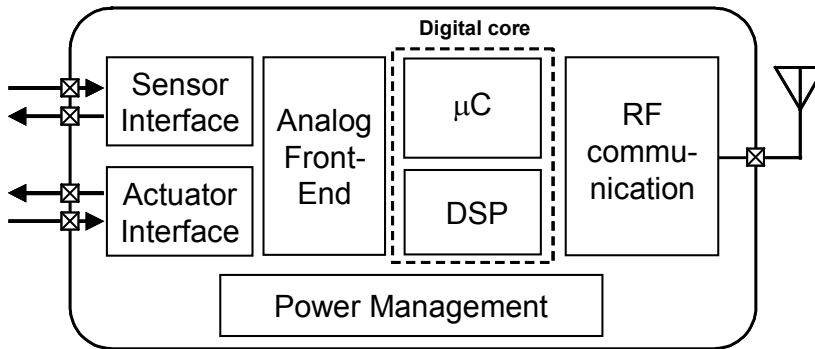 Digital core
Sensor
Interface
Actuator
Interface
Analog
Front-
End
μC
DSP
RF
commu-
nication
Power Management